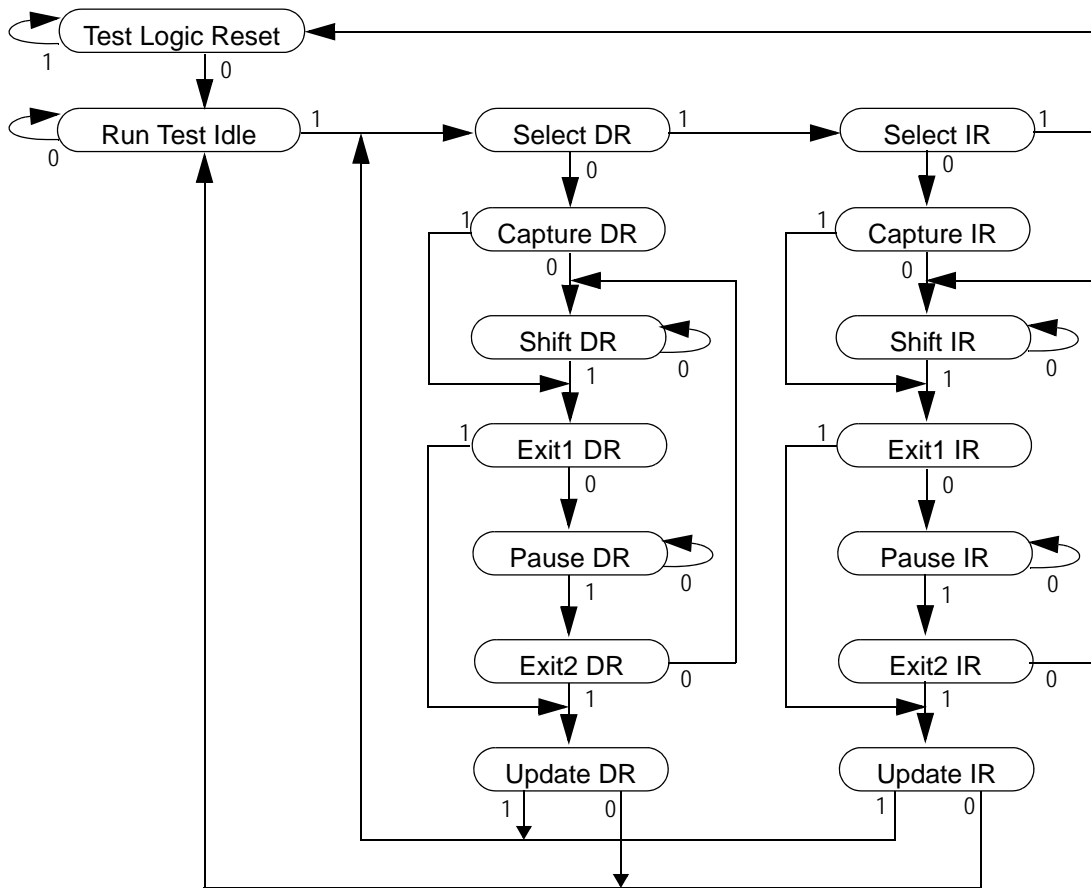 Test Logic Reset
1
0
Run Test Idle
0
1
Select DR
1
0
Select IR
1
0
1
Capture DR
0
1
Capture IR
0
Shift DR
0
1
Shift IR
0
1
1
Exit1 DR
0
1
Exit1 IR
0
Pause DR
0
1
Pause IR
0
1
Exit2 DR
0
1
Exit2 IR
0
1
Update DR
1
0
Update IR
1
0